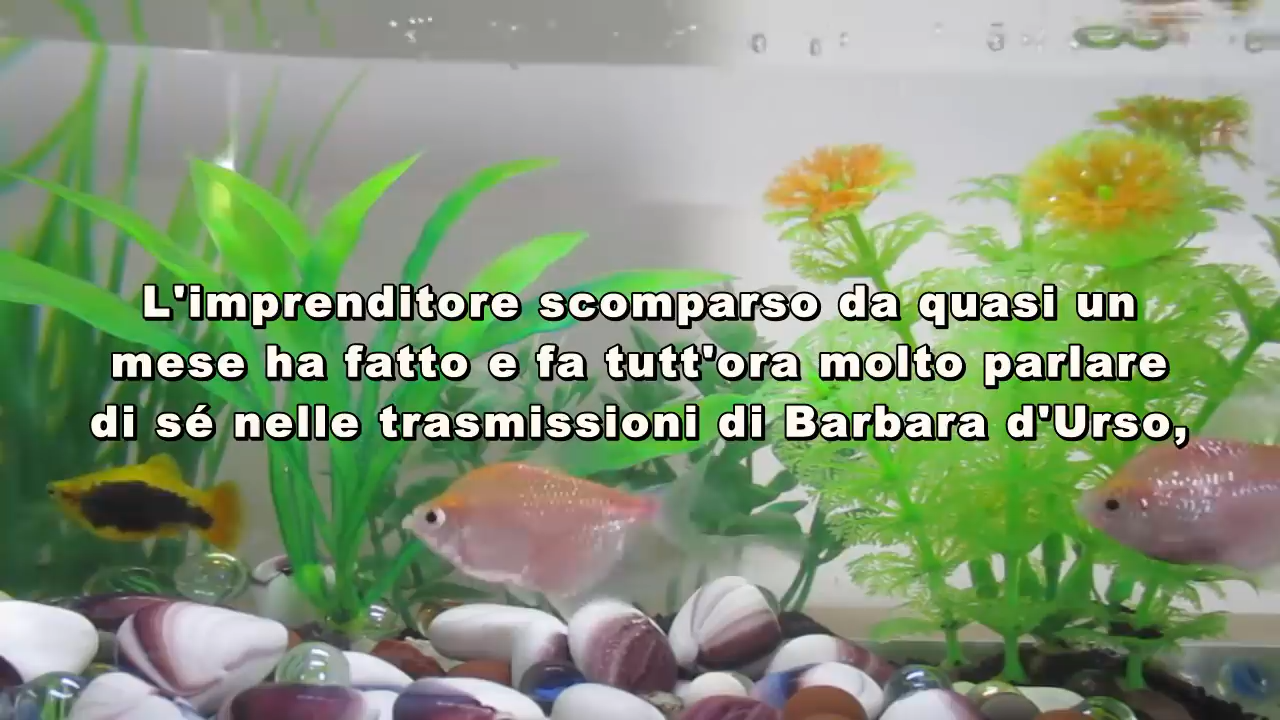 L'imprenditore scomparso da quasi un
mese ha fatto e fa tutt'ora molto parlare
di sé nelle trasmissioni di Barbara d'Urso,